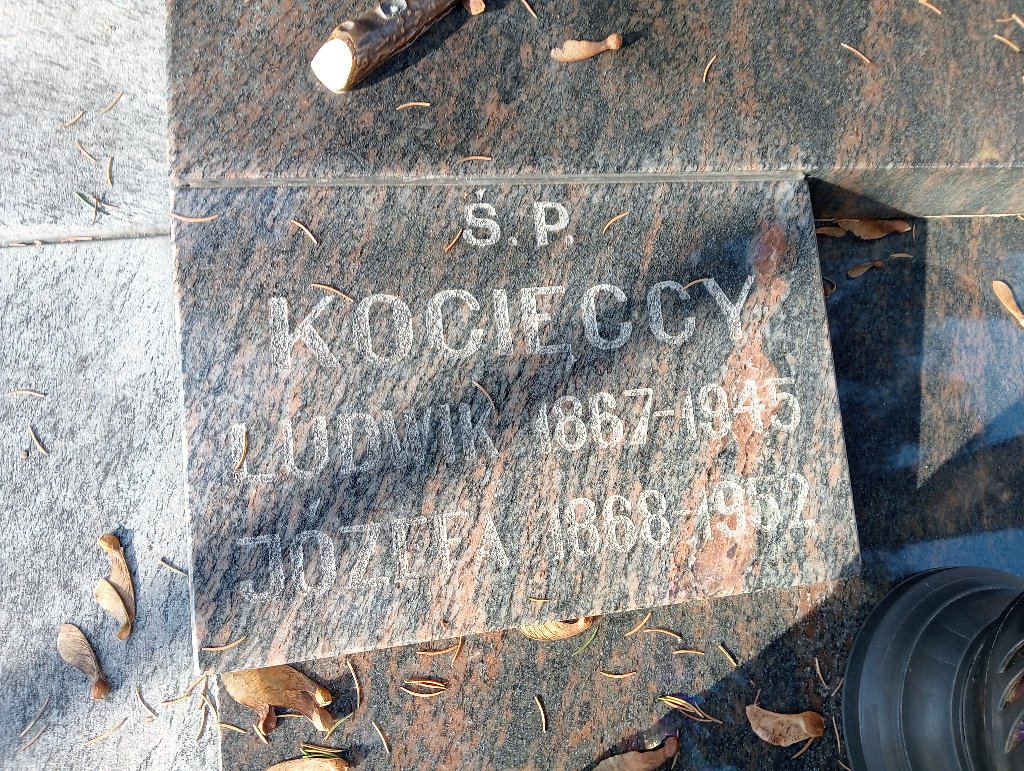 Ś. P.
KOCIĘCCY
LUDWIK 1867-1945
JÓZEFA 1868-1952